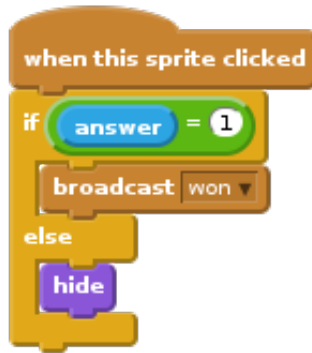 when this sprite clicked
if answer = 1
broadcast won
else
hide